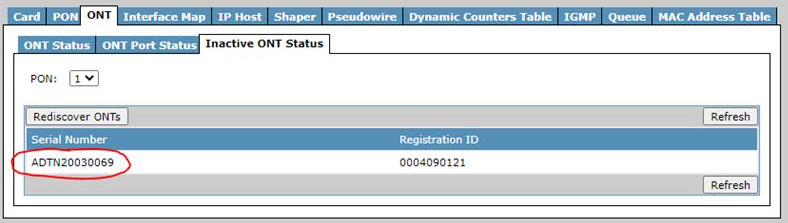 Card PON ONT Interface Map IP Host Shaper Pseudowire Dynamic Counters Table IGMP Queue MAC Address Table
ONT Status ONT Port Status Inactive ONT Status
PON: 1
Rediscover ONTs Refresh
Serial Number Registration ID
ADTN20030069 0004090121
Refresh